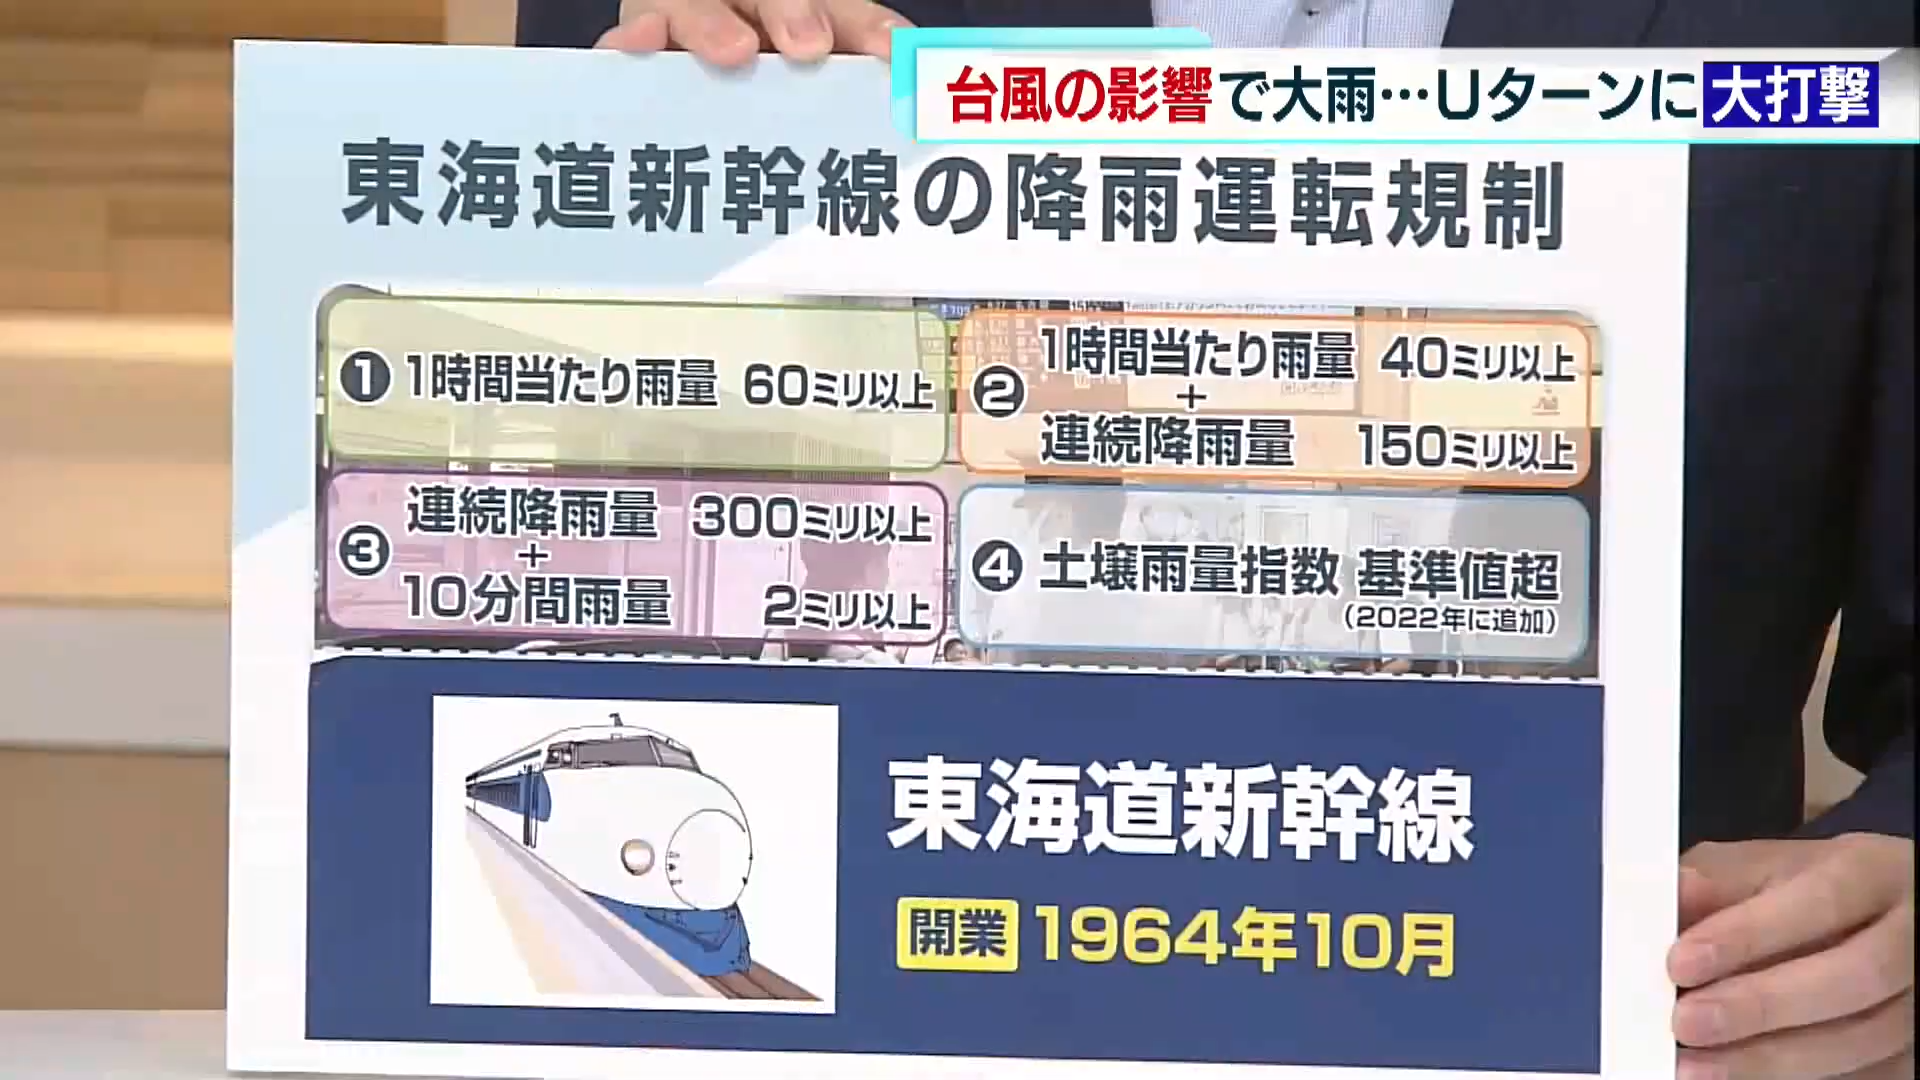 台風の影響で大雨…Uターンに大打撃
東海道新幹線の降雨運転規制
❶ 1時間当たり雨量 60ミリ以上
❷ 1時間当たり雨量 40ミリ以上
+
連続降雨量 150ミリ以上
❸ 連続降雨量 300ミリ以上
+
10分間雨量 2ミリ以上
❹ 土壌雨量指数 基準値超
(2022年に追加)
東海道新幹線
開業 1964年10月